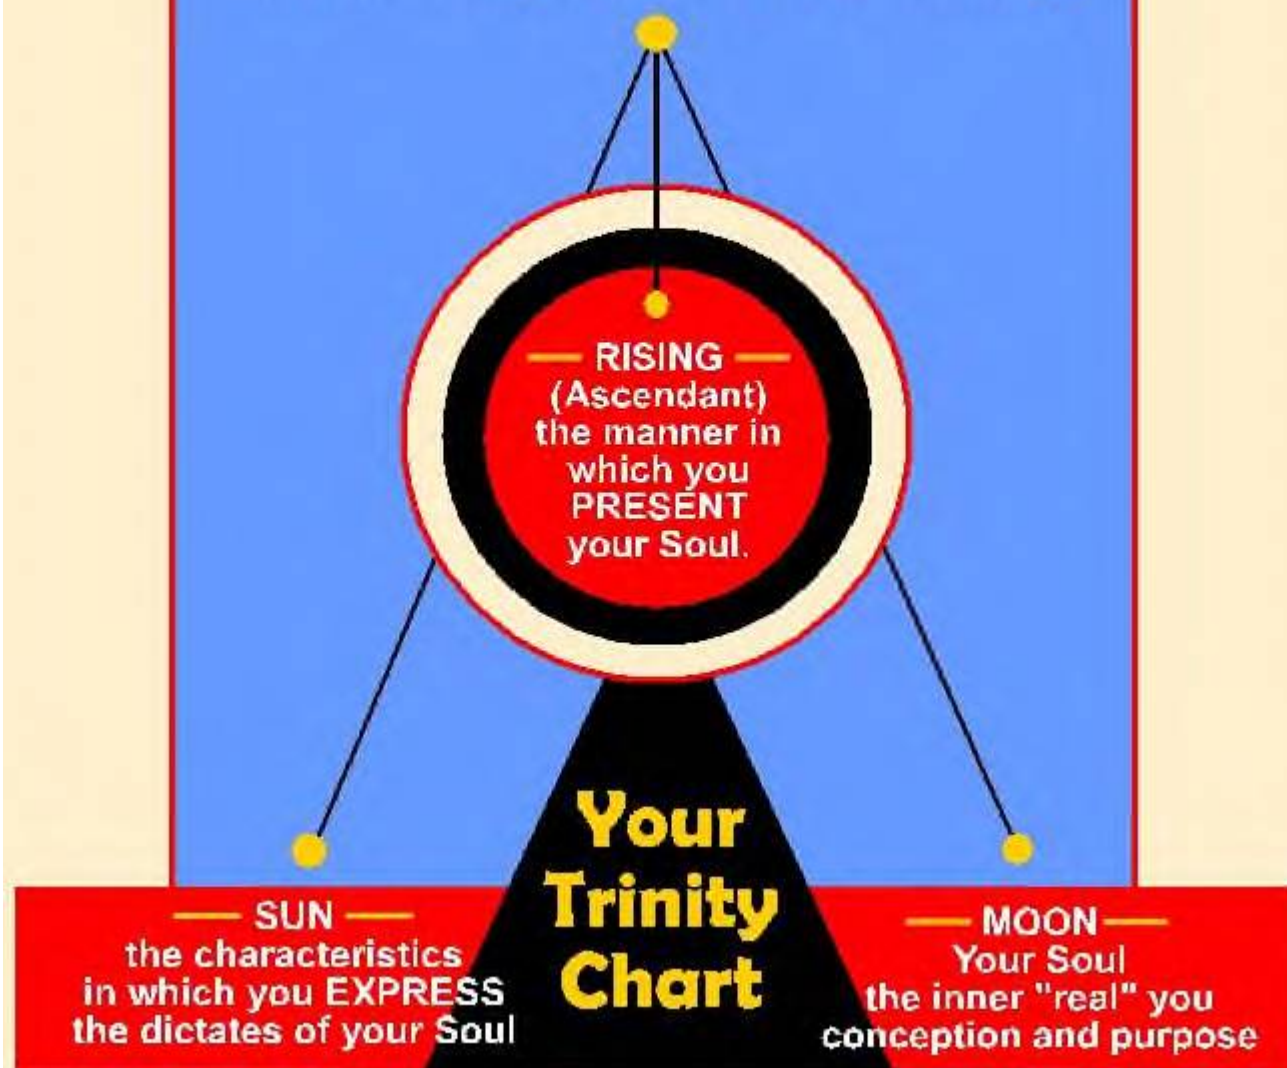 RISING
(Ascendant)
the manner in
which you
PRESENT
your Soul.
Your
Trinity
Chart
SUN
the characteristics
in which you EXPRESS
the dictates of your Soul
MOON
Your Soul
the inner "real" you
conception and purpose